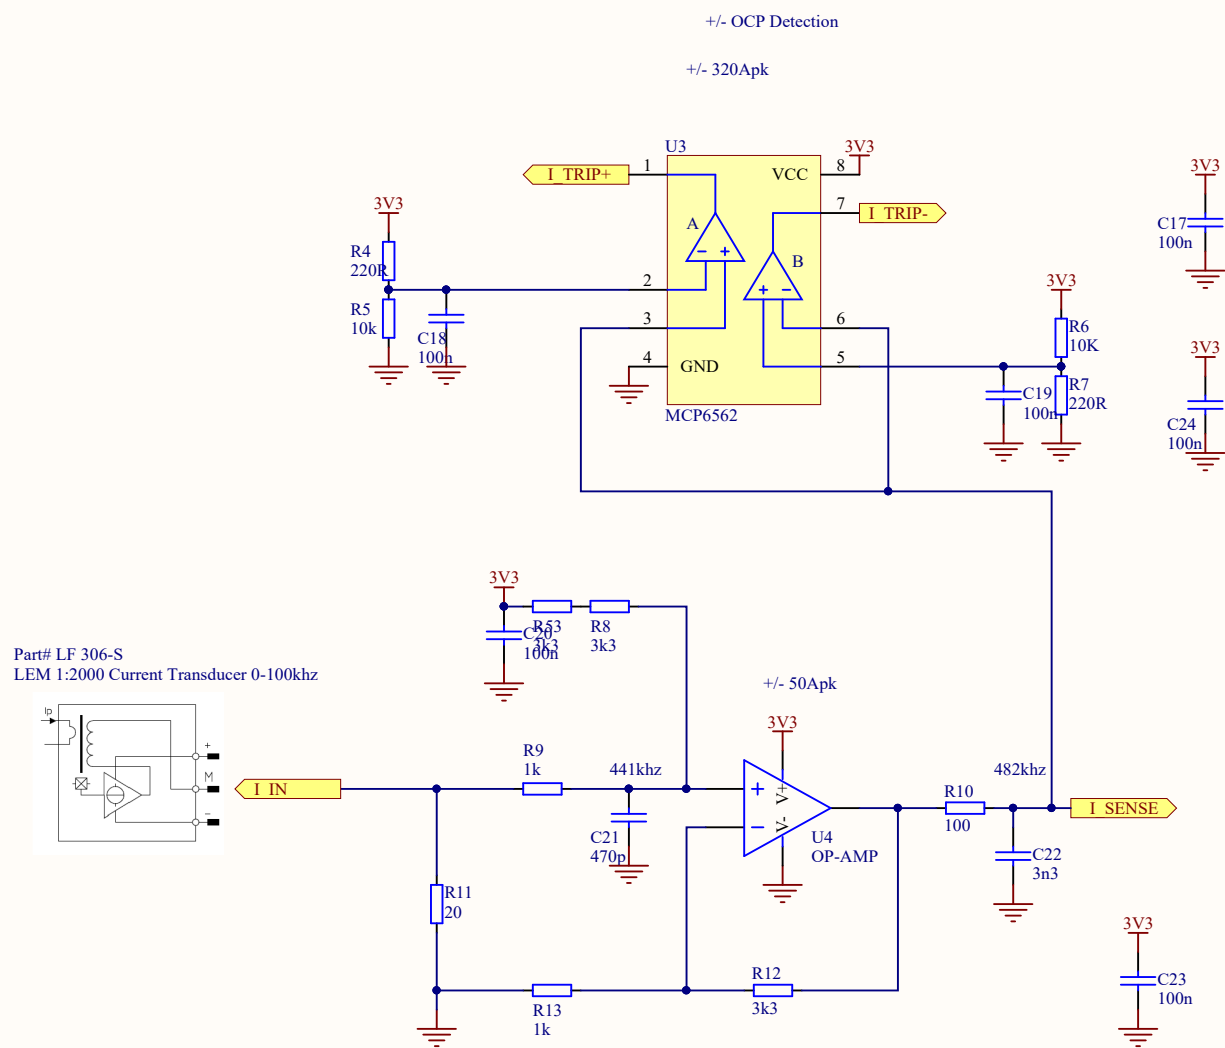 +/- OCP Detection
+/- 320Apk
U3
3V3
I_TRIP+
1
VCC
8
3V3
7
I_TRIP-
C17
100n
3V3
A
B
R4
220R
2
3V3
R5
10k
3
6
R6
10K
C18
100n
4
GND
5
3V3
R7
220R
C19
100n
MCP6562
C24
100n
3V3
R53
3k3
R8
3k3
C20
100n
Part# LF 306-S
LEM 1:2000 Current Transducer 0-100khz
+/- 50Apk
Ip
3V3
+
M
-
R9
1k
441khz
482khz
I_IN
+
V+
R10
100
I_SENSE
−
V-
C21
470p
U4
OP-AMP
C22
3n3
R11
20
3V3
R12
3k3
C23
100n
R13
1k